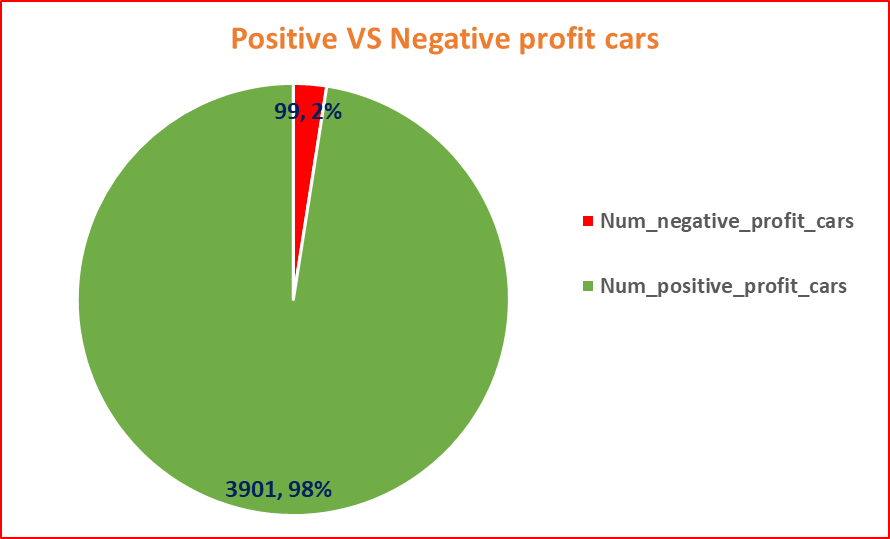 Positive VS Negative profit cars
99, 2%
Num_negative_profit_cars
Num_positive_profit_cars
3901, 98%